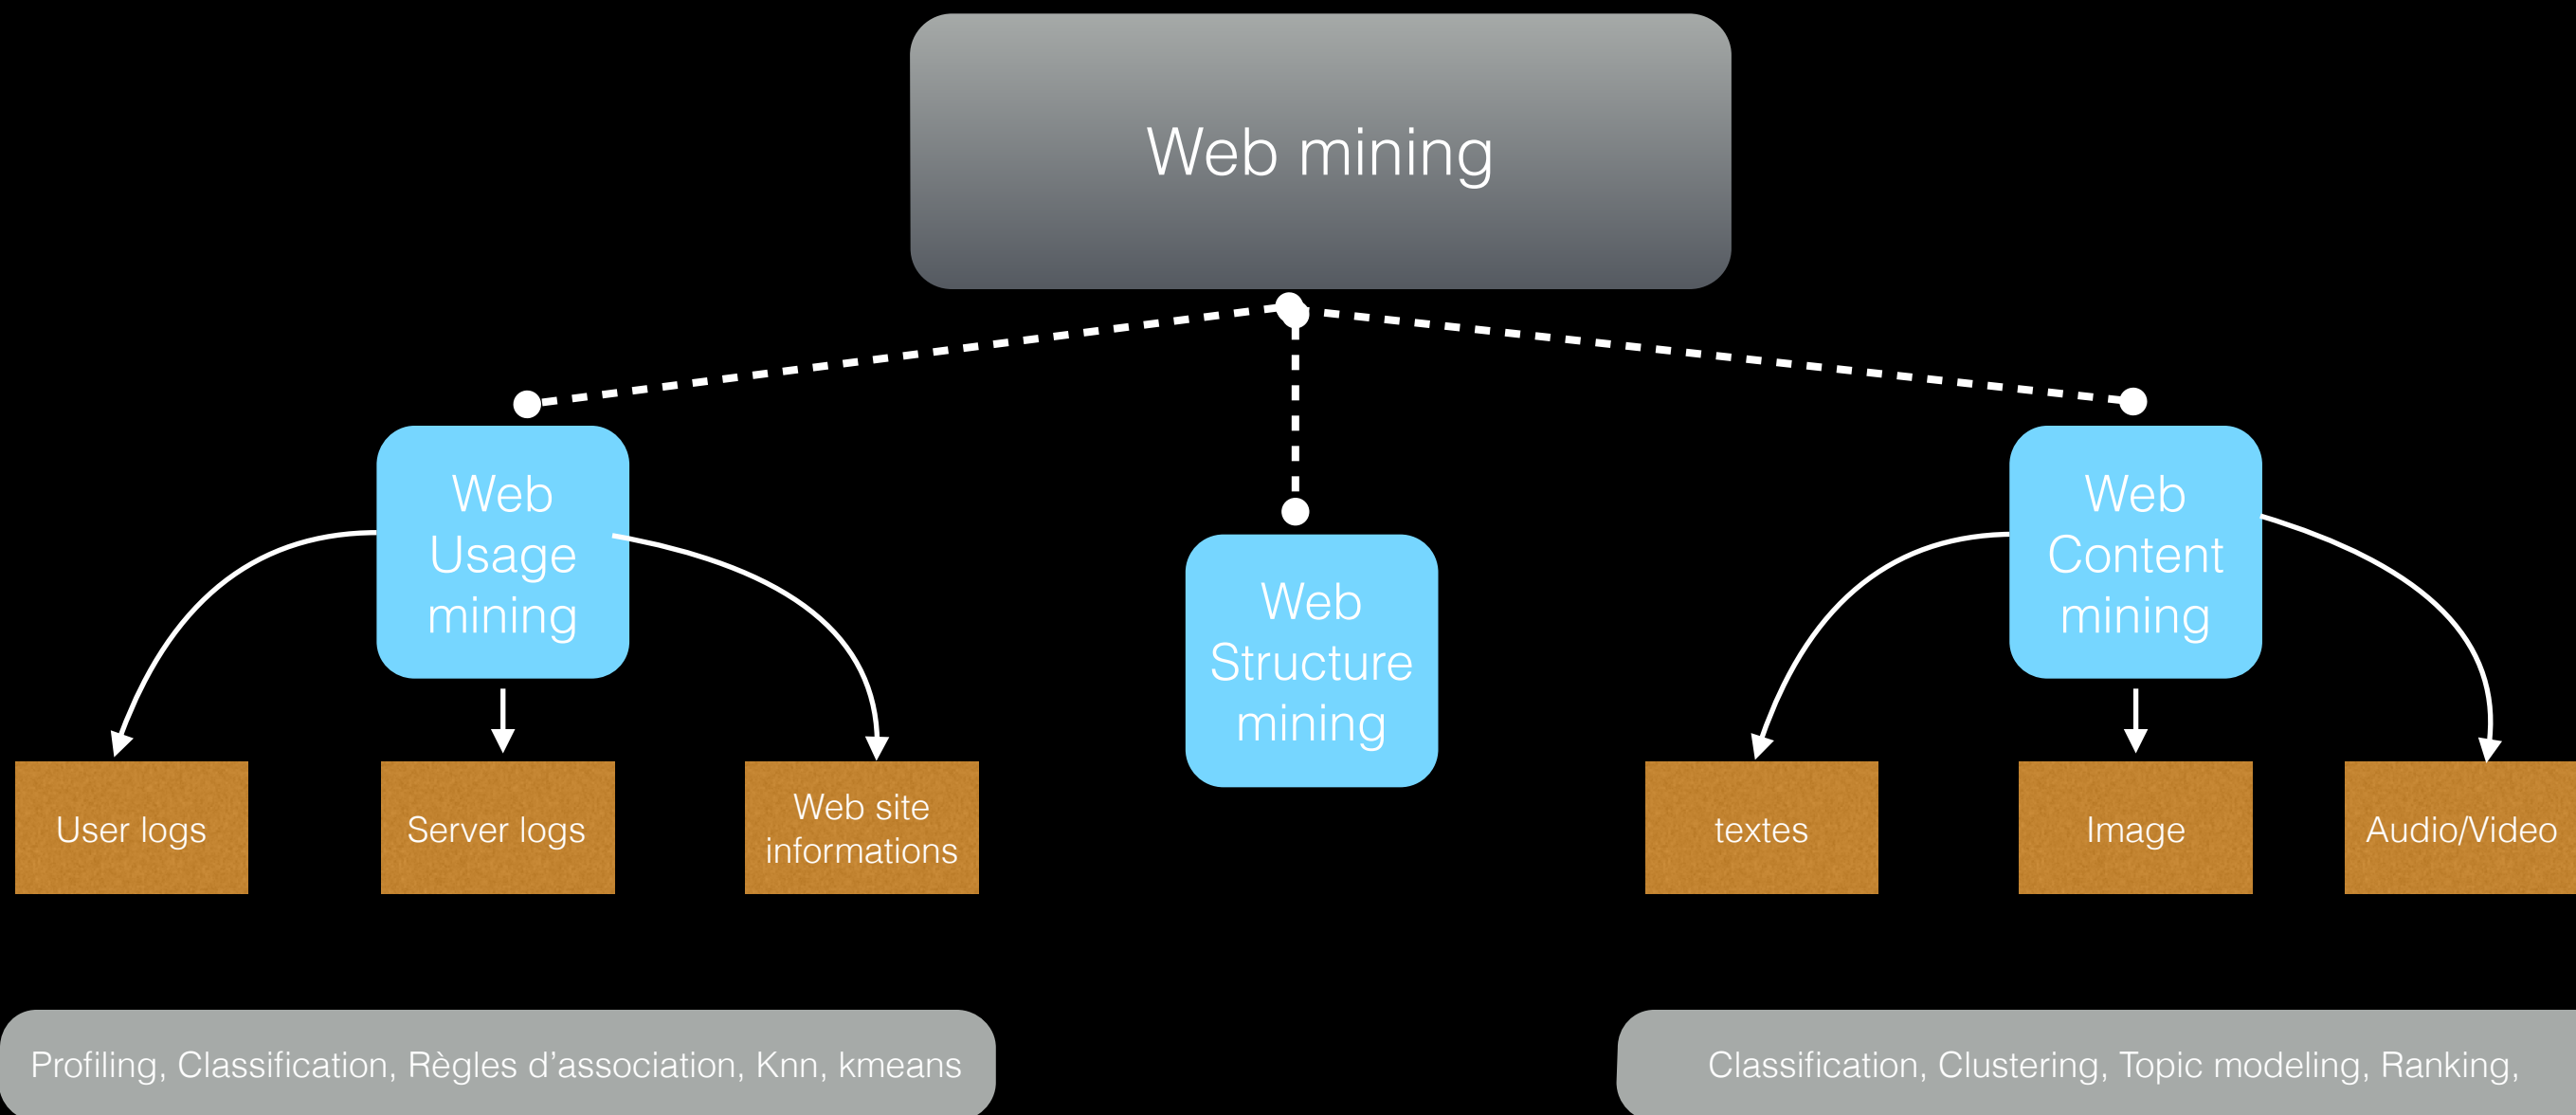 Web mining
Web
Usage
mining
Web
Structure
mining
Web
Content
mining
User logs
Server logs
Web site
informations
textes
Image
Audio/Video
Profiling, Classification, Règles d’association, Knn, kmeans
Classification, Clustering, Topic modeling, Ranking,